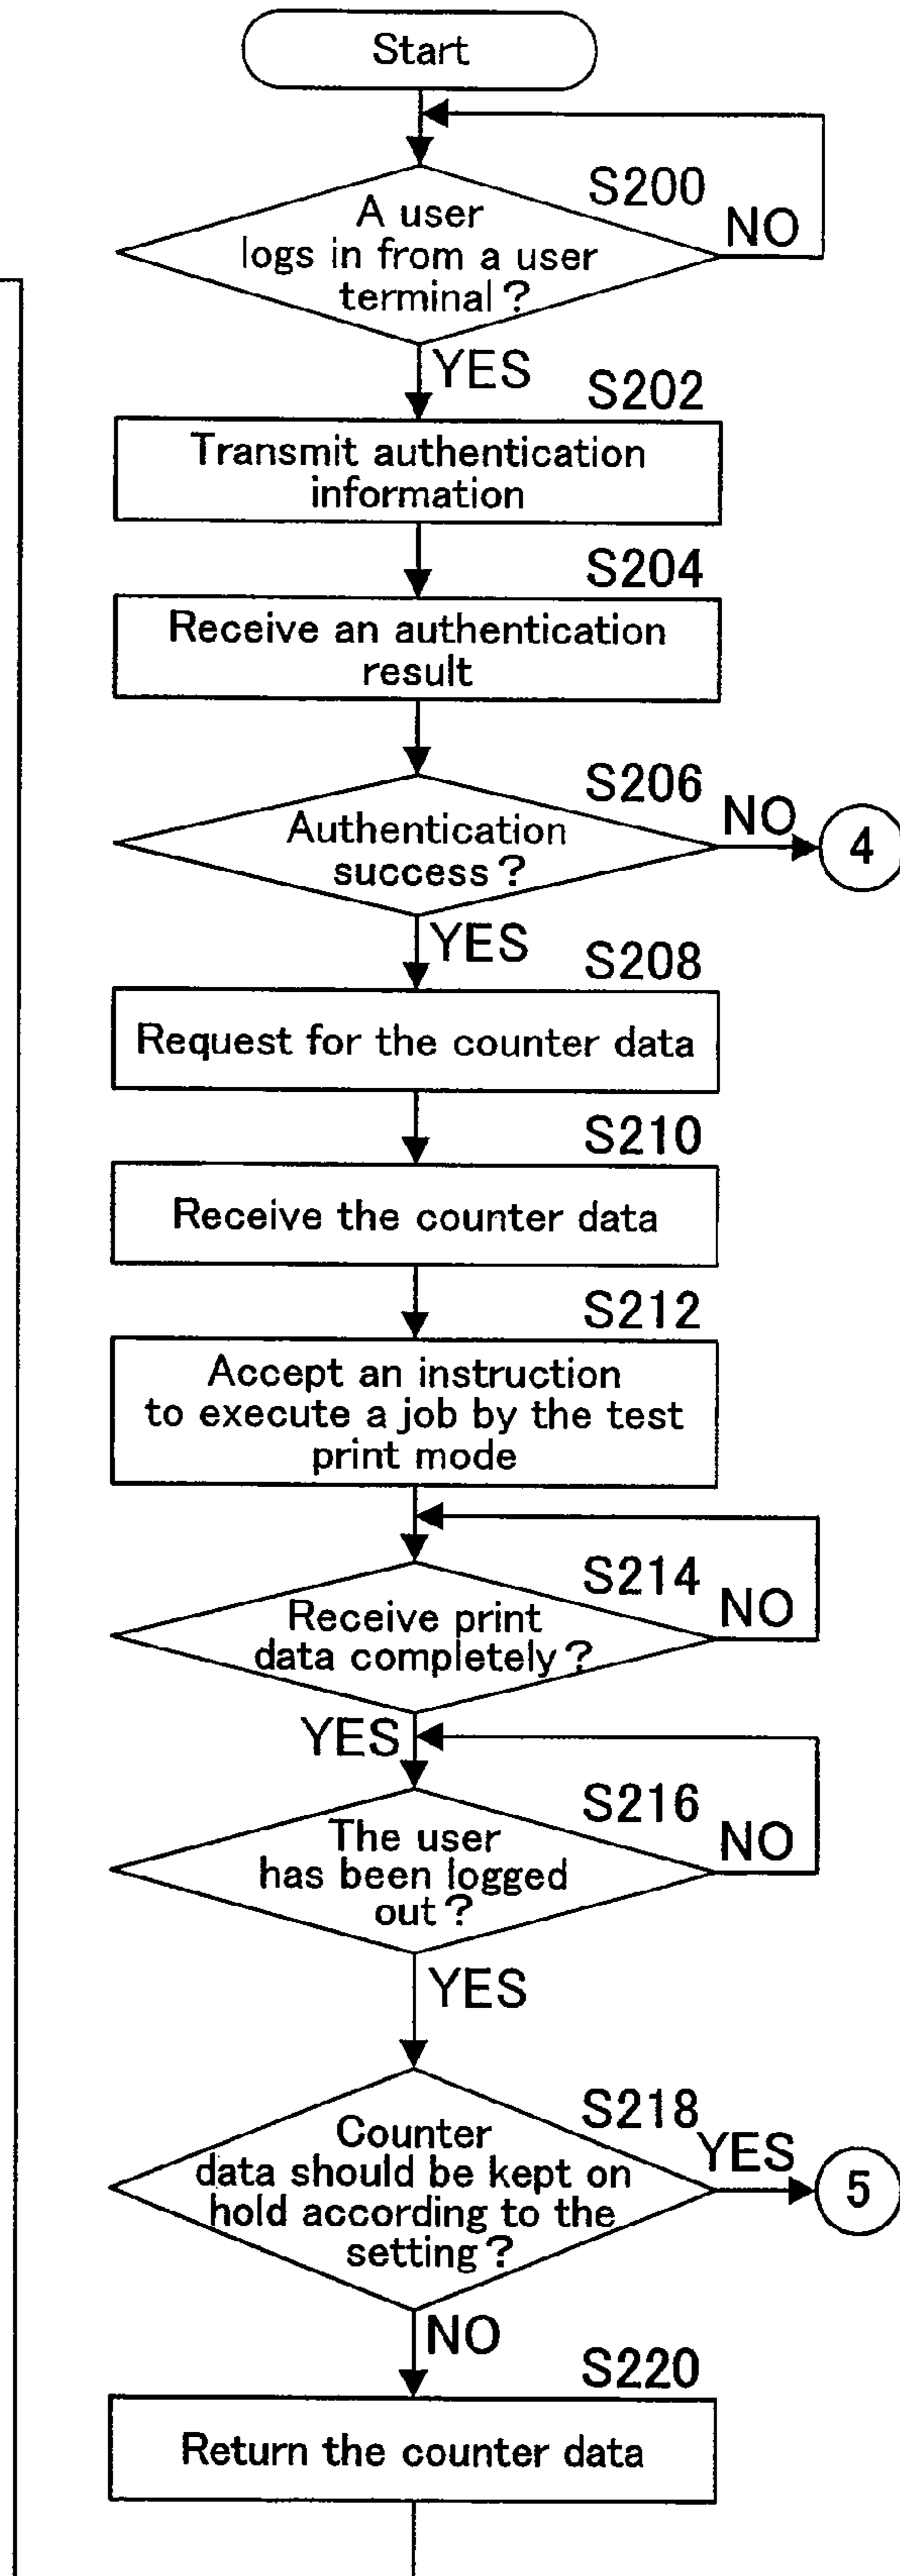 Start
S200
A user
logs in from a user
terminal?
NO
YES
S202
Transmit authentication
information
S204
Receive an authentication
result
S206
Authentication
success?
NO
4
YES
S208
Request for the counter data
S210
Receive the counter data
S212
Accept an instruction
to execute a job by the test
print mode
S214
Receive print
data completely?
NO
YES
S216
The user
has been logged
out?
NO
YES
S218
Counter
data should be kept on
hold according to the
setting?
YES
5
NO
S220
Return the counter data